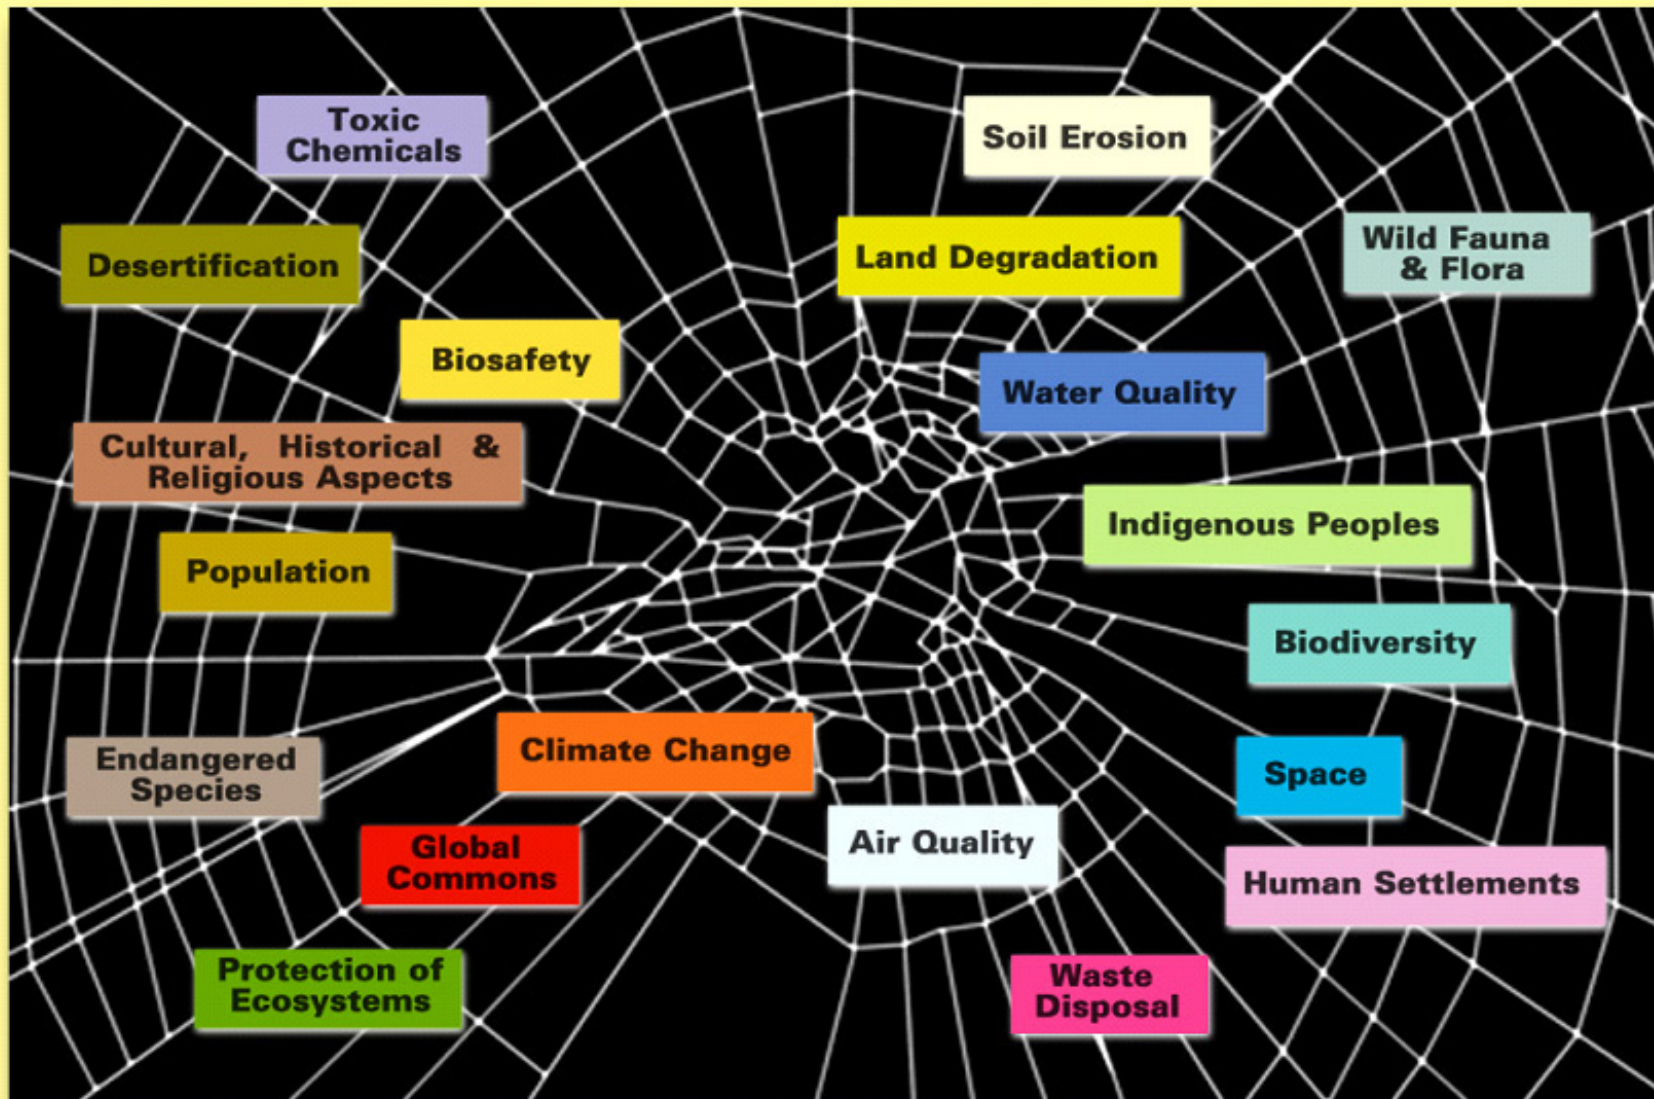 Toxic
Chemicals
Soil Erosion
Desertification
Land Degradation
Wild Fauna
& Flora
Biosafety
Water Quality
Cultural, Historical &
Religious Aspects
Indigenous Peoples
Population
Biodiversity
Endangered
Species
Climate Change
Space
Global
Commons
Air Quality
Human Settlements
Protection of
Ecosystems
Waste
Disposal